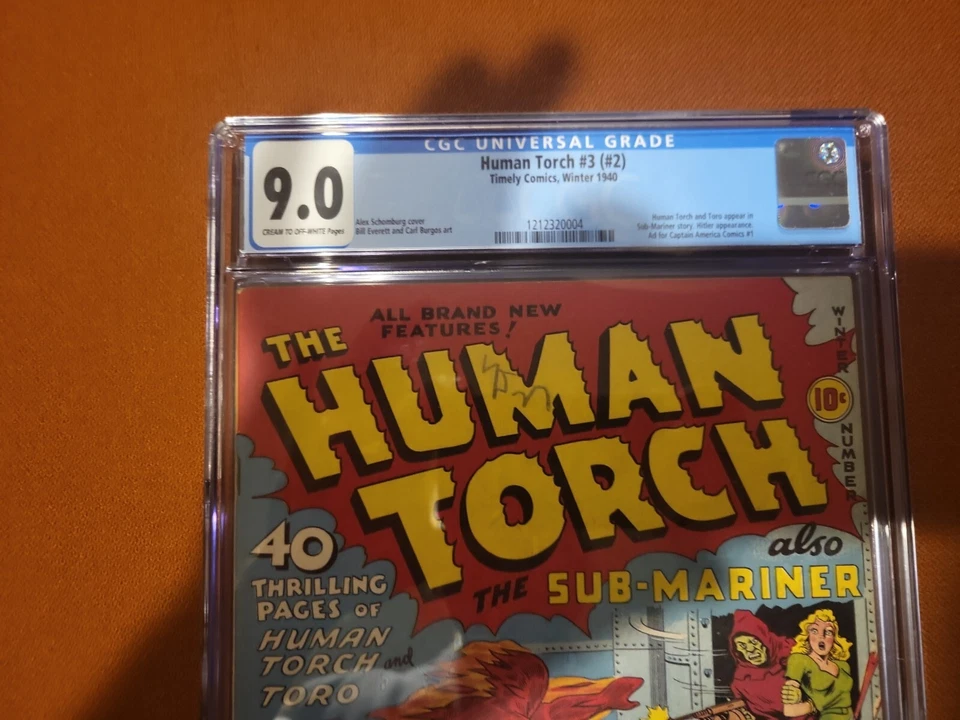 CGC UNIVERSAL GRADE
9.0
CREAM TO OFF-WHITE Pages
Human Torch #3 (#2)
Timely Comics, Winter 1940
Alex Schomburg cover
Bill Everett and Carl Burgos art
1212320004
Human Torch and Toro appear in
Sub-Mariner story. Hitler appearance.
Ad for Captain America Comics #1
ALL BRAND NEW
FEATURES!
THE
HUMAN
TORCH
WINTER
10¢
NUMBER
also
THE SUB-MARINER
40
THRILLING
PAGES OF
HUMAN
TORCH and
TORO